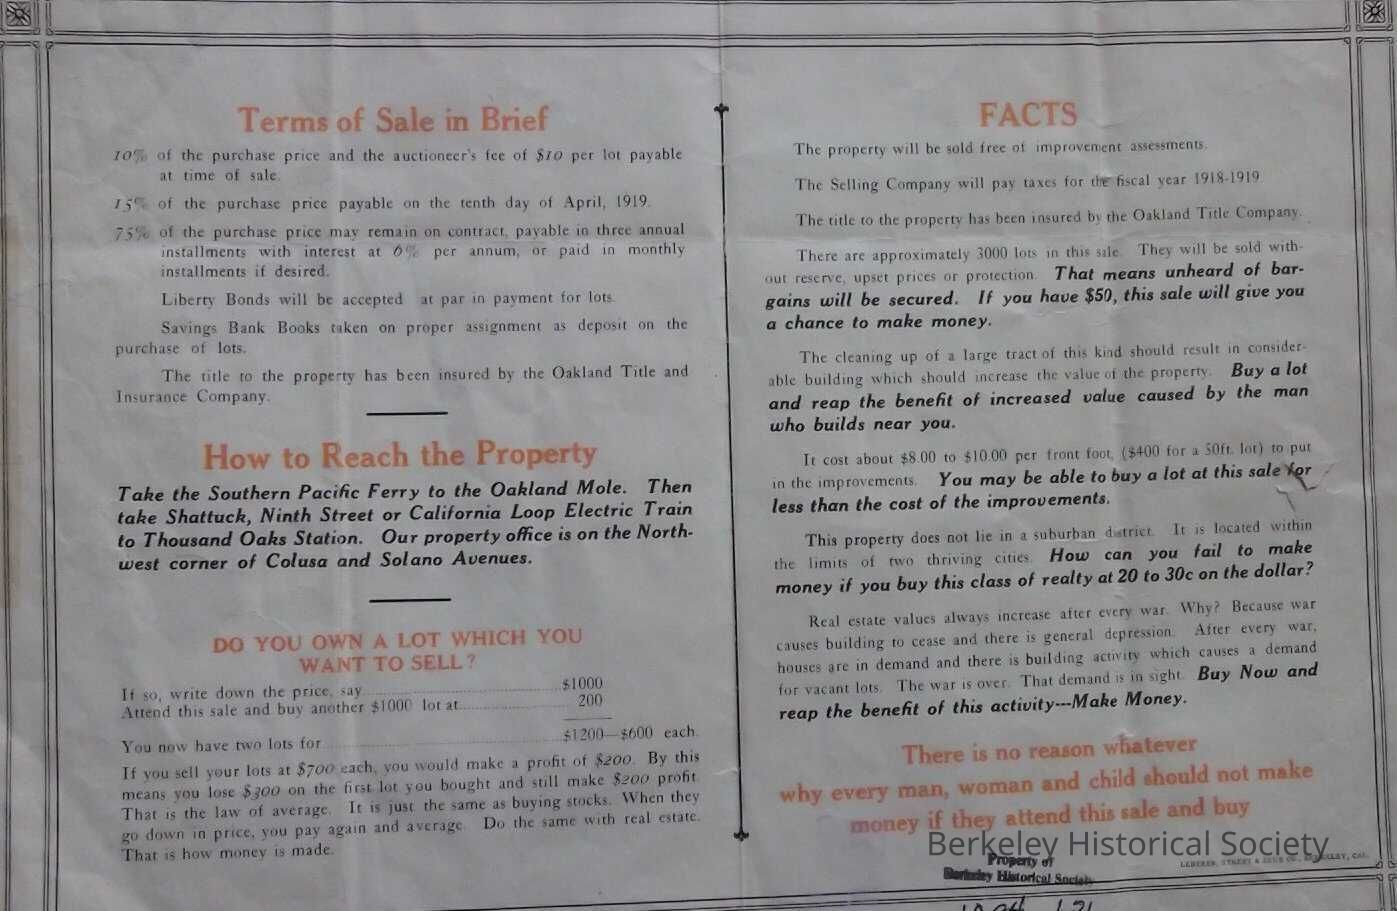 Terms of Sale in Brief
10% of the purchase price and the auctioneer's fee of $10 per lot payable
at time of sale.
15% of the purchase price payable on the tenth day of April, 1919.
75% of the purchase price may remain on contract, payable in three annual
installments with interest at 6% per annum, or paid in monthly
installments if desired.
Liberty Bonds will be accepted at par in payment for lots.
Savings Bank Books taken on proper assignment as deposit on the
purchase of lots.
The title to the property has been insured by the Oakland Title and
Insurance Company.
How to Reach the Property
Take the Southern Pacific Ferry to the Oakland Mole. Then
take Shattuck, Ninth Street or California Loop Electric Train
to Thousand Oaks Station. Our property office is on the North-
west corner of Colusa and Solano Avenues.
DO YOU OWN A LOT WHICH YOU
WANT TO SELL?
If so, write down the price, say $1000
Attend this sale and buy another $1000 lot at 200
You now have two lots for $1200—$600 each.
If you sell your lots at $700 each, you would make a profit of $200. By this
means you lose $300 on the first lot you bought and still make $200 profit.
That is the law of average. It is just the same as buying stocks. When they
go down in price, you pay again and average. Do the same with real estate.
That is how money is made.
FACTS
The property will be sold free of improvement assessments.
The Selling Company will pay taxes for the fiscal year 1918-1919
The title to the property has been insured by the Oakland Title Company.
There are approximately 3000 lots in this sale. They will be sold with-
out reserve, upset prices or protection. That means unheard of bar-
gains will be secured. If you have $50, this sale will give you
a chance to make money.
The cleaning up of a large tract of this kind should result in consider-
able building which should increase the value of the property. Buy a lot
and reap the benefit of increased value caused by the man
who builds near you.
It cost about $8.00 to $10.00 per front foot, ($400 for a 50ft. lot) to put
in the improvements. You may be able to buy a lot at this sale for
less than the cost of the improvements.
This property does not lie in a suburban district. It is located within
the limits of two thriving cities. How can you fail to make
money if you buy this class of realty at 20 to 30c on the dollar?
Real estate values always increase after every war. Why? Because war
causes building to cease and there is general depression. After every war,
houses are in demand and there is building activity which causes a demand
for vacant lots. The war is over. That demand is in sight. Buy Now and
reap the benefit of this activity---Make Money.
There is no reason whatever
why every man, woman and child should not make
money if they attend this sale and buy
Berkeley Historical Society
Property of
Berkeley Historical Society
LEDERER, STREET & ZEUS CO., BERKELEY, CAL.